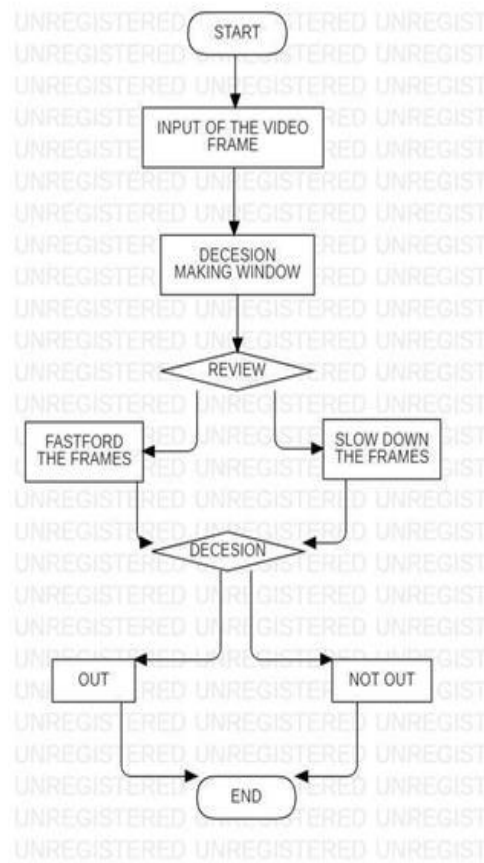 START
INPUT OF THE VIDEO
FRAME
DECESION
MAKING WINDOW
REVIEW
FASTFORD
THE FRAMES
SLOW DOWN
THE FRAMES
DECESION
OUT
NOT OUT
END
UNREGISTERED